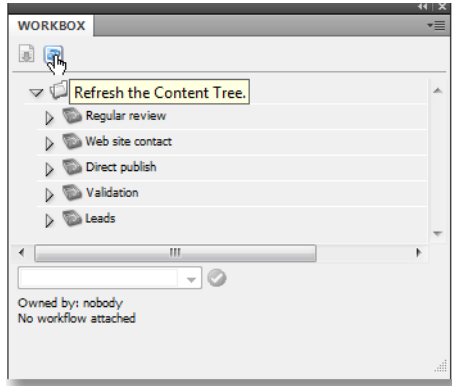 WORKBOX
Refresh the Content Tree.
Regular review
Web site contact
Direct publish
Validation
Leads
Owned by: nobody
No workflow attached